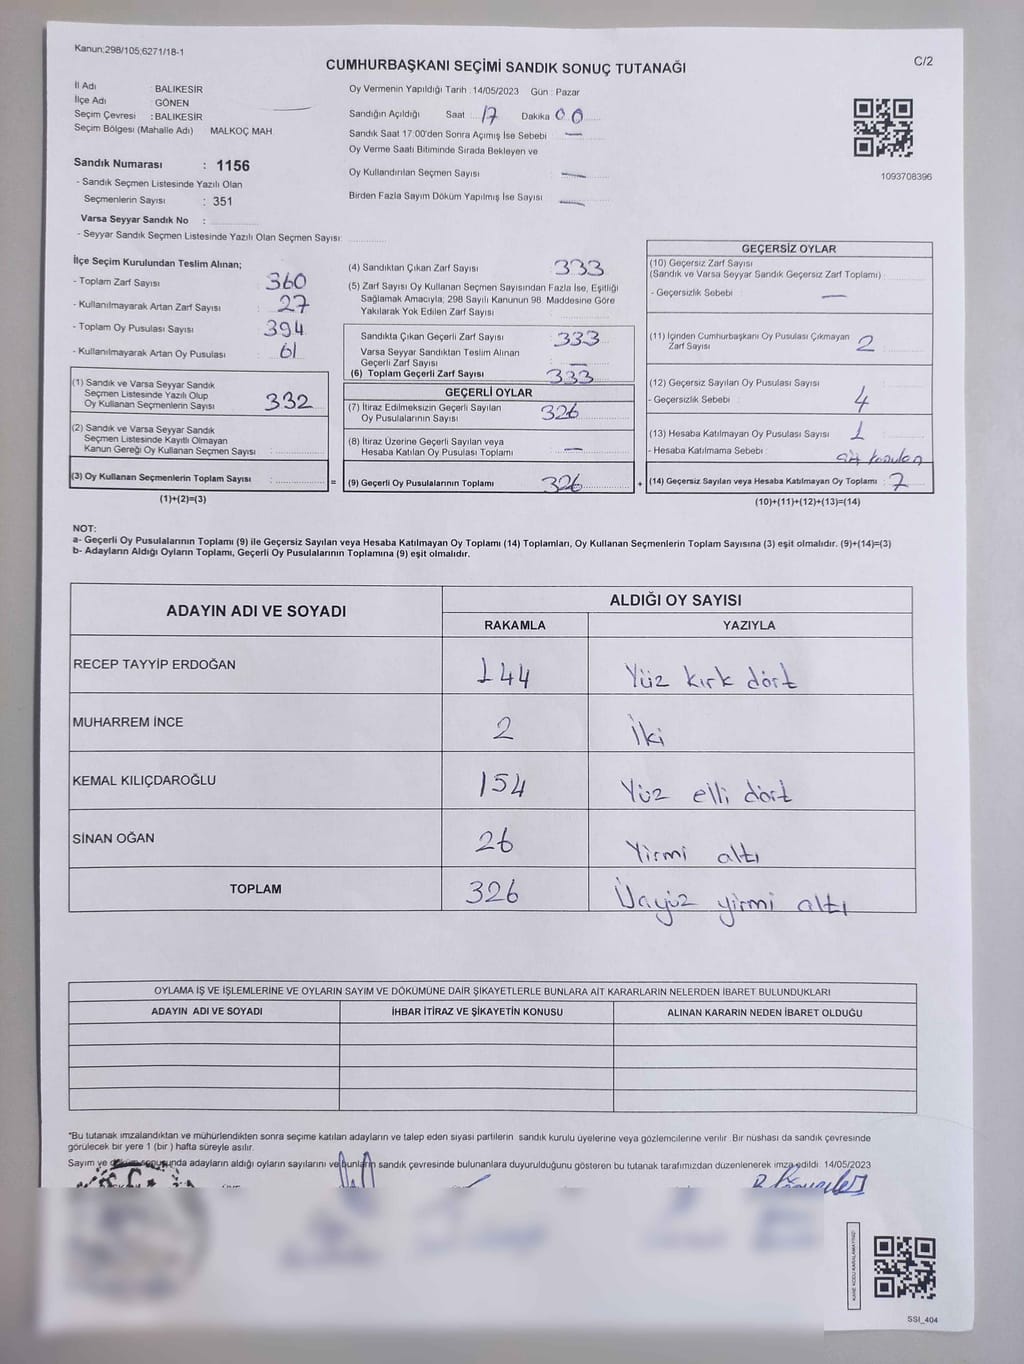 Kanun:298/105;6271/18-1
C/2
CUMHURBAŞKANI SEÇİMİ SANDIK SONUÇ TUTANAĞI
İl Adı : BALIKESİR
İlçe Adı : GÖNEN
Seçim Çevresi : BALIKESİR
Seçim Bölgesi (Mahalle Adı) MALKOÇ MAH.
Sandık Numarası : 1156
- Sandık Seçmen Listesinde Yazılı Olan
Seçmenlerin Sayısı : 351
Varsa Seyyar Sandık No :
- Seyyar Sandık Seçmen Listesinde Yazılı Olan Seçmen Sayısı:
Oy Vermenin Yapıldığı Tarih : 14/05/2023 Gün : Pazar
Sandığın Açıldığı Saat 17 Dakika 00
Sandık Saat 17:00'den Sonra Açımış İse Sebebi —
Oy Verme Saati Bitiminde Sırada Bekleyen ve
Oy Kullandırılan Seçmen Sayısı : —
Birden Fazla Sayım Döküm Yapılmış İse Sayısı : —
1093708396
İlçe Seçim Kurulundan Teslim Alınan;
- Toplam Zarf Sayısı : 360
- Kullanılmayarak Artan Zarf Sayısı : 27
- Toplam Oy Pusulası Sayısı : 394
- Kullanılmayarak Artan Oy Pusulası : 61
(1) Sandık ve Varsa Seyyar Sandık
Seçmen Listesinde Yazılı Olup
Oy Kullanan Seçmenlerin Sayısı : 332
(2) Sandık ve Varsa Seyyar Sandık
Seçmen Listesinde Kayıtlı Olmayan
Kanun Gereği Oy Kullanan Seçmen Sayısı :
(3) Oy Kullanan Seçmenlerin Toplam Sayısı : =
(1)+(2)=(3)
(4) Sandıktan Çıkan Zarf Sayısı : 333
(5) Zarf Sayısı Oy Kullanan Seçmen Sayısından Fazla İse, Eşitliği
Sağlamak Amacıyla; 298 Sayılı Kanunun 98. Maddesine Göre
Yakılarak Yok Edilen Zarf Sayısı :
Sandıkta Çıkan Geçerli Zarf Sayısı : 333
Varsa Seyyar Sandıktan Teslim Alınan
Geçerli Zarf Sayısı : —
(6) Toplam Geçerli Zarf Sayısı : 333
GEÇERLİ OYLAR
(7) İtiraz Edilmeksizin Geçerli Sayılan
Oy Pusulalarının Sayısı : 326
(8) İtiraz Üzerine Geçerli Sayılan veya
Hesaba Katılan Oy Pusulası Toplamı : —
(9) Geçerli Oy Pusulalarının Toplamı : 326 +
GEÇERSİZ OYLAR
(10) Geçersiz Zarf Sayısı
(Sandık ve Varsa Seyyar Sandık Geçersiz Zarf Toplamı) :
- Geçersizlik Sebebi : —
(11) İçinden Cumhurbaşkanı Oy Pusulası Çıkmayan
Zarf Sayısı : 2
(12) Geçersiz Sayılan Oy Pusulası Sayısı :
- Geçersizlik Sebebi : 4
(13) Hesaba Katılmayan Oy Pusulası Sayısı : 1
- Hesaba Katılmama Sebebi :
(14) Geçersiz Sayılan veya Hesaba Katılmayan Oy Toplamı : 7
(10)+(11)+(12)+(13)=(14)
NOT:
a- Geçerli Oy Pusulalarının Toplamı (9) ile Geçersiz Sayılan veya Hesaba Katılmayan Oy Toplamı (14) Toplamları, Oy Kullanan Seçmenlerin Toplam Sayısına (3) eşit olmalıdır. (9)+(14)=(3)
b- Adayların Aldığı Oyların Toplamı, Geçerli Oy Pusulalarının Toplamına (9) eşit olmalıdır.
ADAYIN ADI VE SOYADI
ALDIĞI OY SAYISI
RAKAMLA YAZIYLA
RECEP TAYYİP ERDOĞAN 144 Yüz kırk dört
MUHARREM İNCE 2 İki
KEMAL KILIÇDAROĞLU 154 Yüz elli dört
SİNAN OĞAN 26 Yirmi altı
TOPLAM 326 Üçyüz yirmi altı
OYLAMA İŞ VE İŞLEMLERİNE VE OYLARIN SAYIM VE DÖKÜMÜNE DAİR ŞİKAYETLERLE BUNLARA AİT KARARLARIN NELERDEN İBARET BULUNDUKLARI
ADAYIN ADI VE SOYADI İHBAR İTİRAZ VE ŞİKAYETİN KONUSU ALINAN KARARIN NEDEN İBARET OLDUĞU
*Bu tutanak imzalandıktan ve mühürlendikten sonra seçime katılan adayların ve talep eden siyasi partilerin sandık kurulu üyelerine veya gözlemcilerine verilir. Bir nüshası da sandık çevresinde
görülecek bir yere 1 (bir) hafta süreyle asılır.
Sayım ve döküm sonusunda adayların aldığı oyların sayılarını ve bunların sandık çevresinde bulunanlara duyurulduğunu gösteren bu tutanak tarafımızdan düzenlenerek imza edildi. 14/05/2023
SSI_404